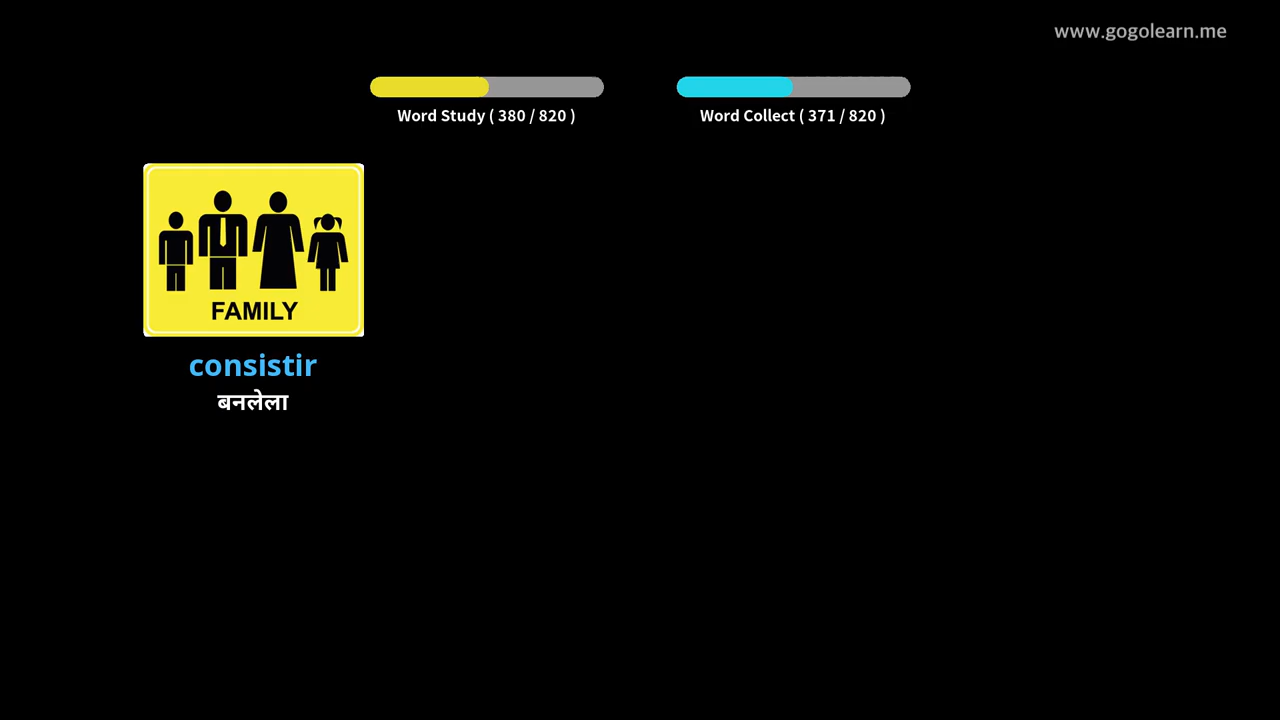 www.gogolearn.me
Word Study ( 380 / 820 )
Word Collect ( 371 / 820 )
FAMILY
consistir
बनलेला